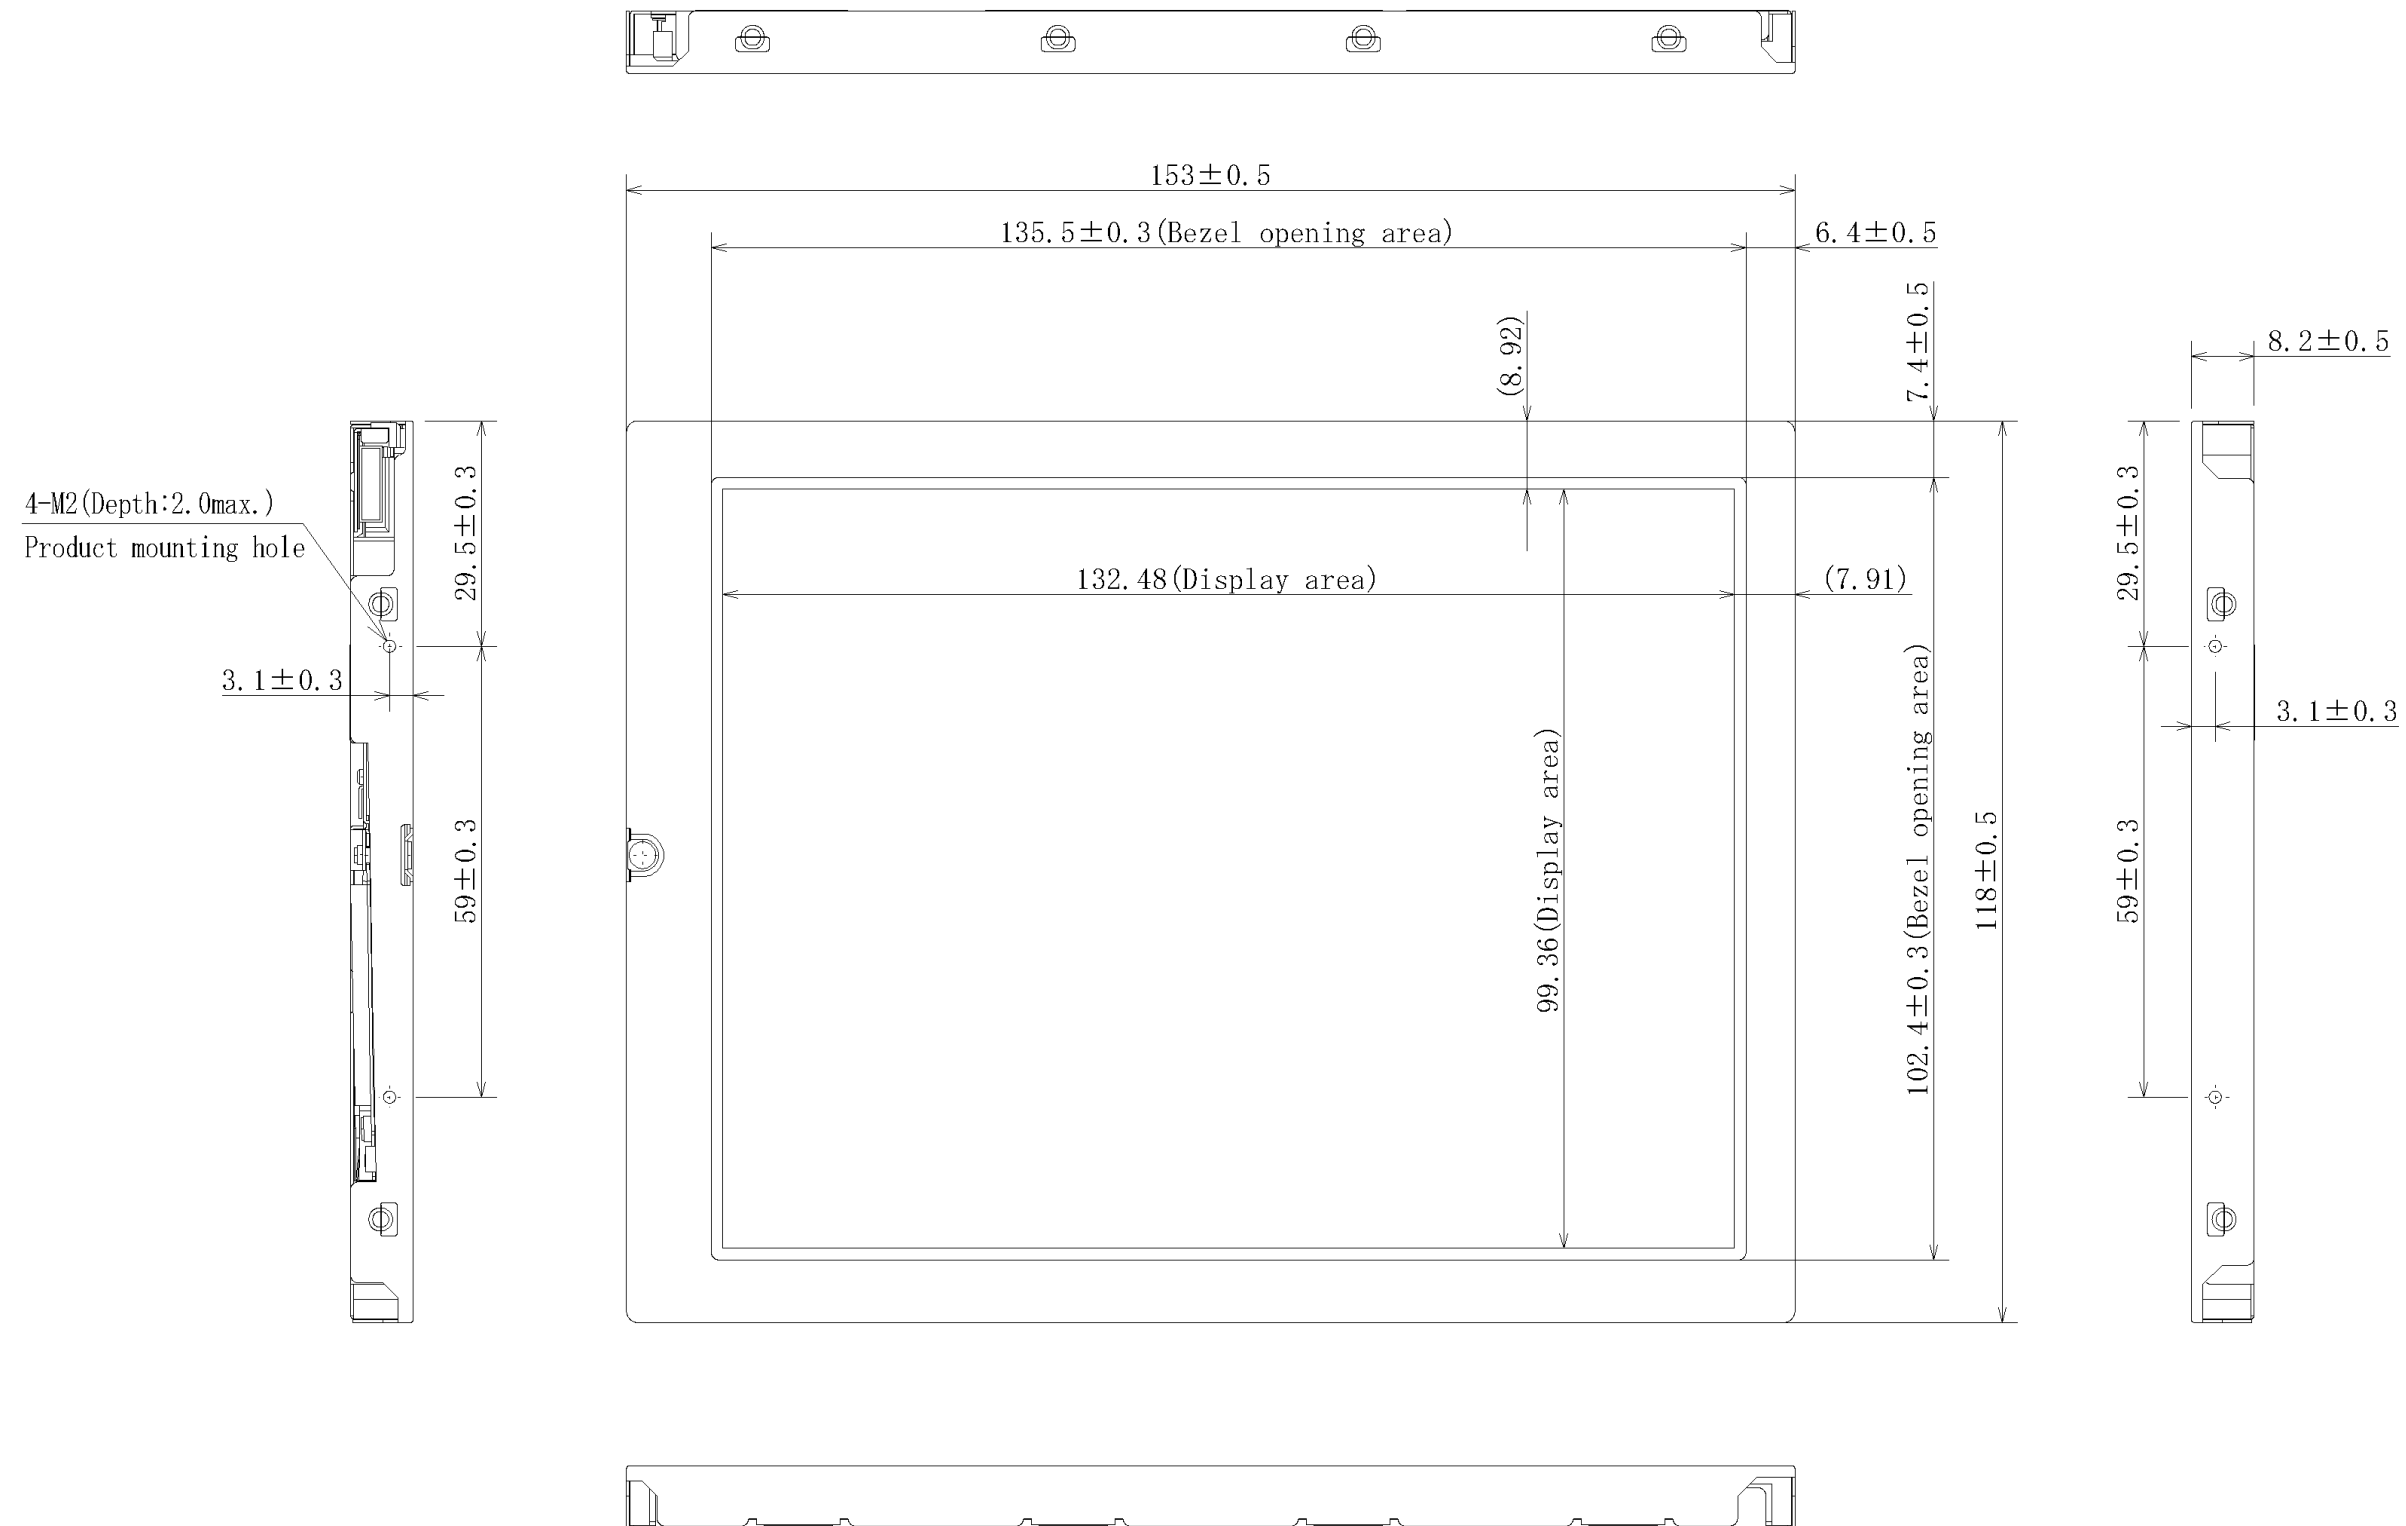 153±0.5
135.5±0.3(Bezel opening area)
6.4±0.5
(8.92)
7.4±0.5
8.2±0.5
4-M2(Depth:2.0max.)
Product mounting hole
29.5±0.3
29.5±0.3
132.48(Display area)
(7.91)
3.1±0.3
3.1±0.3
99.36(Display area)
102.4±0.3(Bezel opening area)
59±0.3
118±0.5
59±0.3